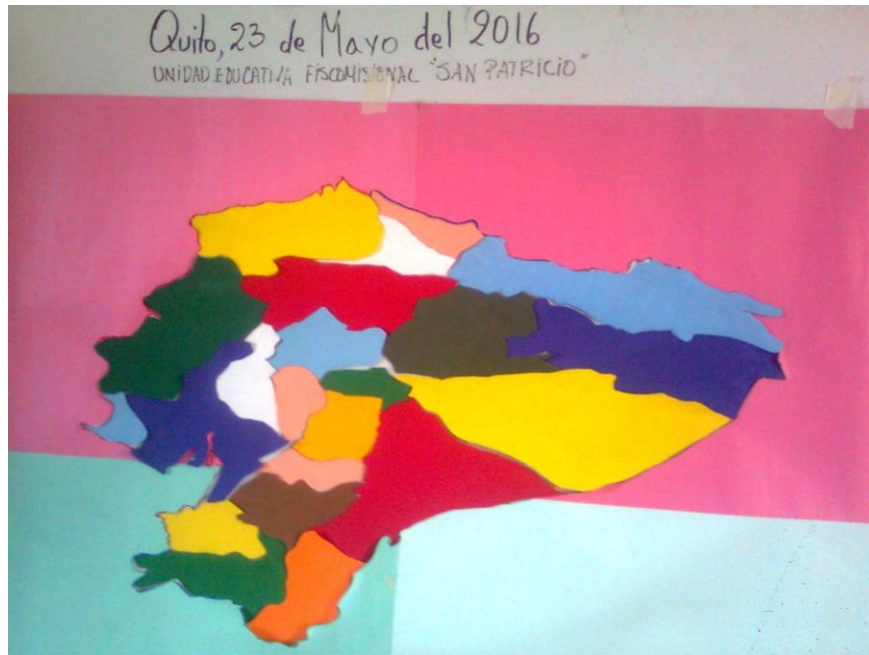 Quito, 23 de Mayo del 2016
UNIDAD EDUCATIVA FISCOMISIONAL "SAN PATRICIO"